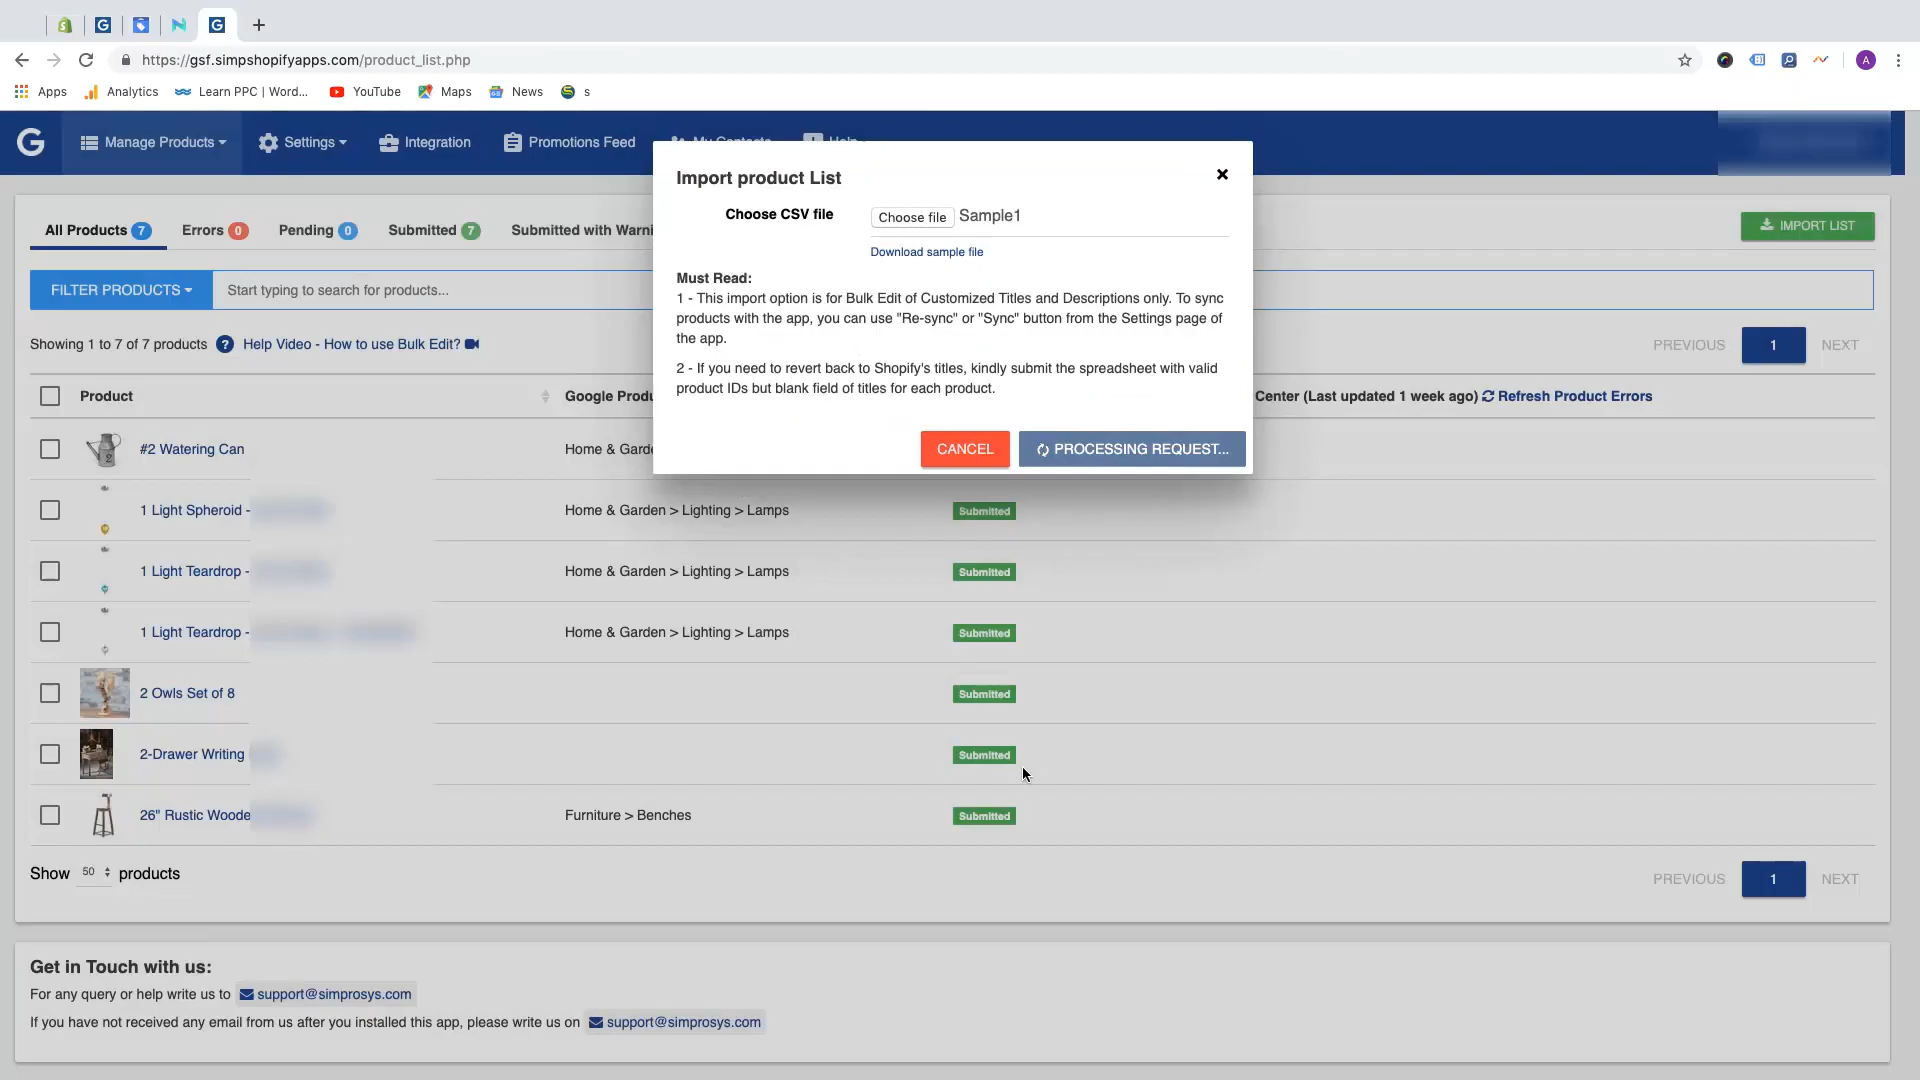 https://gsf.simpshopifyapps.com/product_list.php
A
Apps
Analytics
Learn PPC | Word...
YouTube
Maps
News
s
G
Manage Products
Settings
Integration
Promotions Feed
My Contacts
Help
Import product List
×
Choose CSV file
Choose file
Sample1
Download sample file
Must Read:
1 - This import option is for Bulk Edit of Customized Titles and Descriptions only. To sync
products with the app, you can use "Re-sync" or "Sync" button from the Settings page of
the app.
2 - If you need to revert back to Shopify's titles, kindly submit the spreadsheet with valid
product IDs but blank field of titles for each product.
CANCEL
PROCESSING REQUEST...
All Products 7
Errors 0
Pending 0
Submitted 7
Submitted with
IMPORT LIST
FILTER PRODUCTS
Start typing to search for products...
Showing 1 to 7 of 7 products
?
Help Video - How to use Bulk Edit?
PREVIOUS
1
NEXT
Product
Google
Center (Last updated 1 week ago)
Refresh Product Errors
#2 Watering Can
Home &
1 Light Spheroid -
Home & Garden > Lighting > Lamps
Submitted
1 Light Teardrop -
Home & Garden > Lighting > Lamps
Submitted
1 Light Teardrop -
Home & Garden > Lighting > Lamps
Submitted
2 Owls Set of 8
Submitted
2-Drawer Writing
Submitted
26" Rustic Woode
Furniture > Benches
Submitted
Show 50 products
PREVIOUS
1
NEXT
Get in Touch with us:
For any query or help write us to support@simprosys.com
If you have not received any email from us after you installed this app, please write us on support@simprosys.com